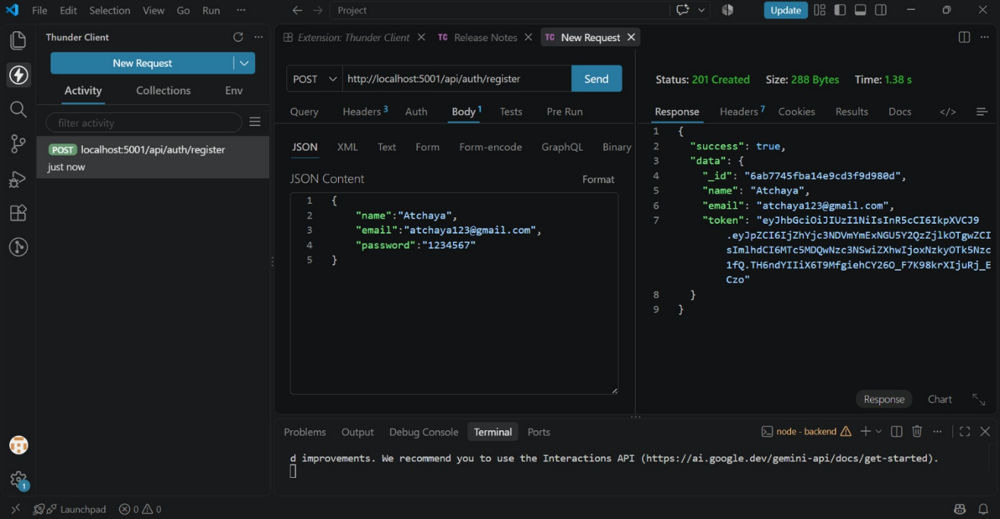 File Edit Selection View Go Run ···
Project
Update
Thunder Client
New Request
Activity Collections Env
filter activity
POST localhost:5001/api/auth/register
just now
Extension: Thunder Client
TC Release Notes
TC New Request
POST http://localhost:5001/api/auth/register Send
Query Headers 3 Auth Body 1 Tests Pre Run
JSON XML Text Form Form-encode GraphQL Binary
JSON Content Format
1 {
2 "name":"Atchaya",
3 "email":"atchaya123@gmail.com",
4 "password":"1234567"
5 }
Status: 201 Created Size: 288 Bytes Time: 1.38 s
Response Headers 7 Cookies Results Docs </>
1 {
2 "success": true,
3 "data": {
4 "_id": "6ab7745fba14e9cd3f9d980d",
5 "name": "Atchaya",
6 "email": "atchaya123@gmail.com",
7 "token": "eyJhbGciOiJIUzI1NiIsInR5cCI6IkpXVCJ9
.eyJpZCI6IjZhYjc3NDVmYmExNGU5Y2QzZjlkOTgwZCI
sImlhdCI6MTc5MDQwNzc3NSwiZXhwIjoxNzkyOTk5Nzc
1fQ.TH6ndYIIiX6T9MfgiehCY26O_F7K98krXIjuRj_E
Czo"
8 }
9 }
Response Chart
Problems Output Debug Console Terminal Ports
node - backend
d improvements. We recommend you to use the Interactions API (https://ai.google.dev/gemini-api/docs/get-started).
1
Launchpad 0 0